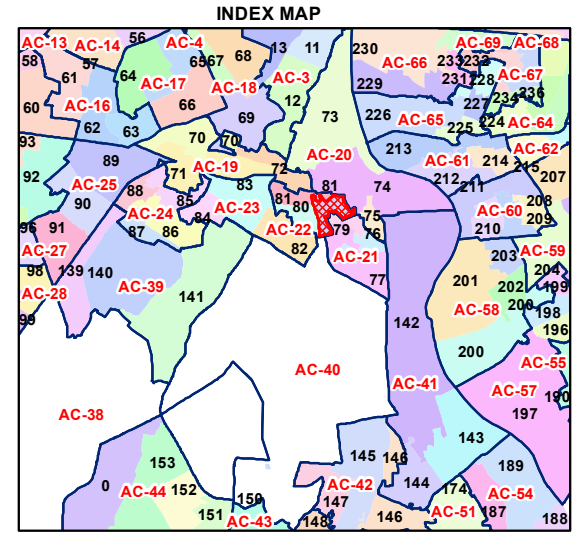 INDEX MAP
AC-13 AC-14 56 AC-4 13 11 230 AC-69 AC-68
58 57 65 67 68 AC-66 233 232
61 64 AC-17 AC-18 AC-3 229 231 228 AC-67
60 AC-16 66 12 236
62 63 69 73 226 AC-65 227 234
93 70 70 225 224 AC-64
89 AC-20 213 AC-61 214 AC-62
92 AC-19 72 215
AC-25 71 83 81 74 212 211 207
90 88 85 81 80 AC-60 208
96 91 AC-24 84 AC-23 AC-22 79 75 210 209
AC-27 87 86 76
98 139 140 82 AC-21 203 AC-59
AC-28 AC-39 77 201 204
99 141 202 199
142 AC-58 200 198
196
200
AC-40 AC-55
AC-38 AC-41 AC-57
197 190
143
153 145 146 189
0 AC-44 152 AC-42 144 174 AC-54
150 147 187
151 AC-43 148 146 AC-51 188